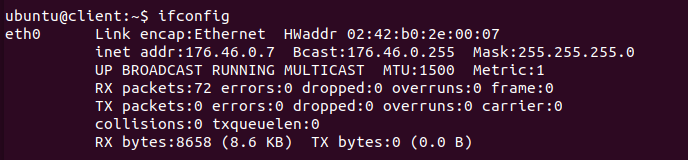 ubuntu@client:~$ ifconfig
eth0      Link encap:Ethernet  HWaddr 02:42:b0:2e:00:07
          inet addr:176.46.0.7  Bcast:176.46.0.255  Mask:255.255.255.0
          UP BROADCAST RUNNING MULTICAST  MTU:1500  Metric:1
          RX packets:72 errors:0 dropped:0 overruns:0 frame:0
          TX packets:0 errors:0 dropped:0 overruns:0 carrier:0
          collisions:0 txqueuelen:0
          RX bytes:8658 (8.6 KB)  TX bytes:0 (0.0 B)